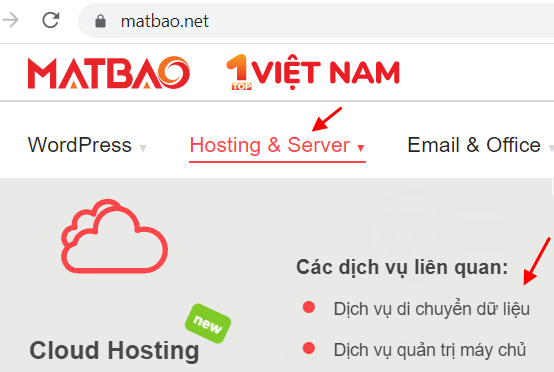 matbao.net
MATBAO 1 TOP VIỆT NAM
WordPress Hosting & Server Email & Office
Các dịch vụ liên quan:
Dịch vụ di chuyển dữ liệu
new
Cloud Hosting
Dịch vụ quản trị máy chủ